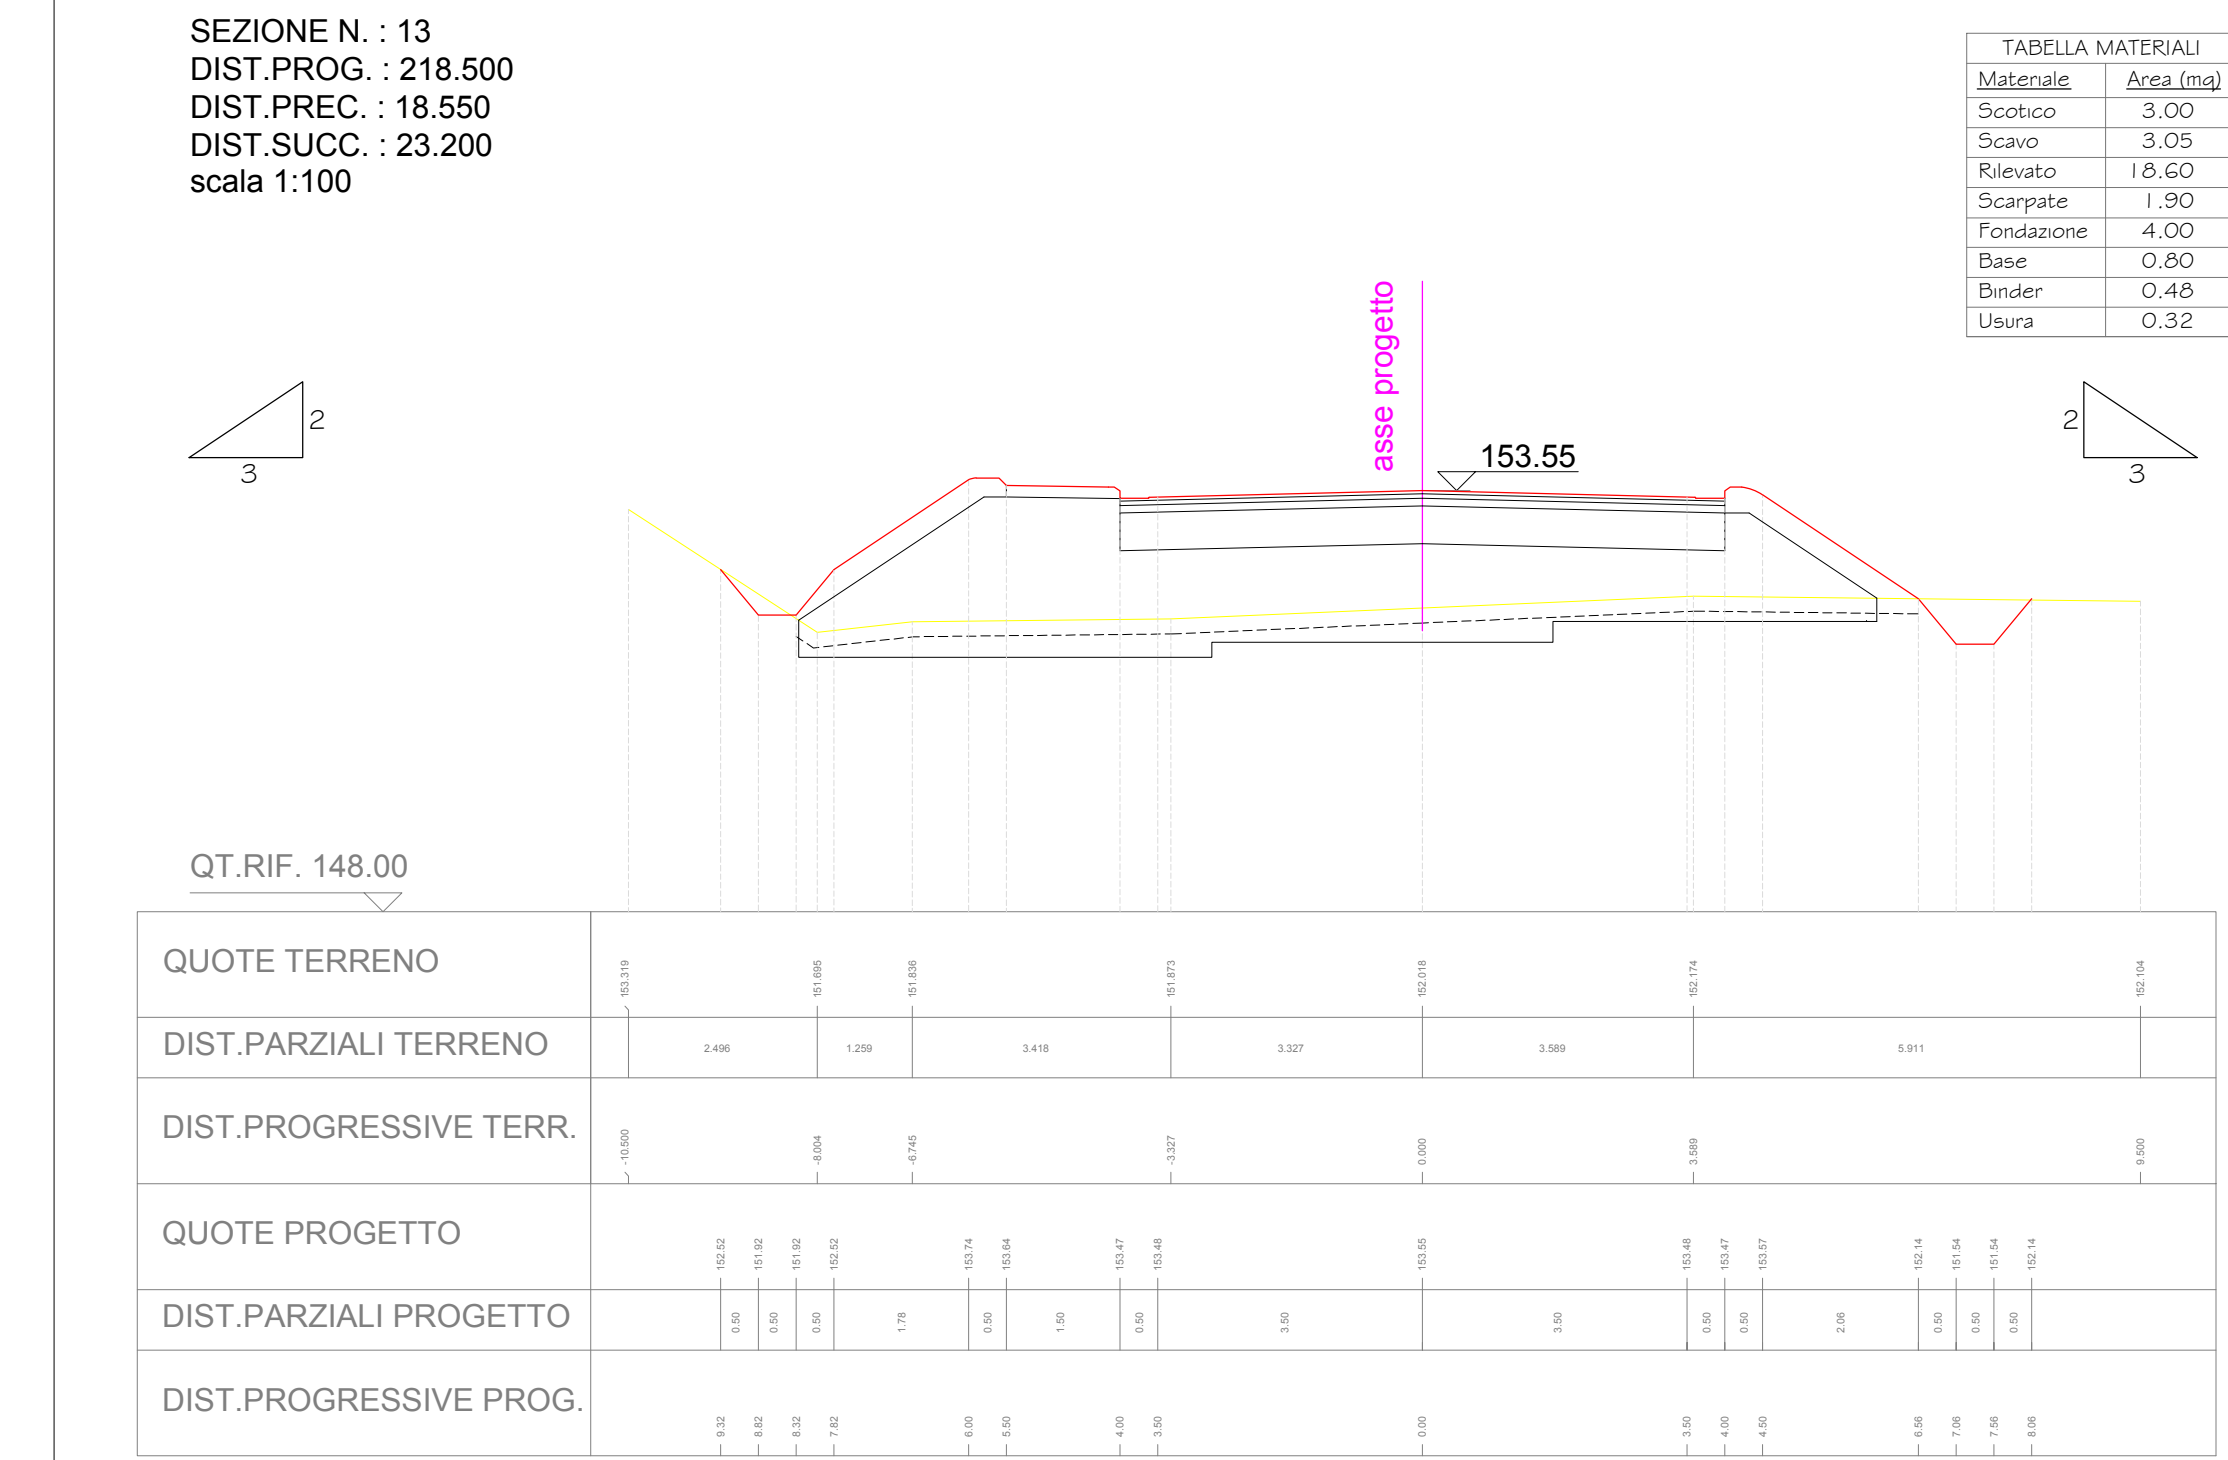 SEZIONE N. : 13
DIST.PROG. : 218.500
DIST.PREC. : 18.550
DIST.SUCC. : 23.200
scala 1:100
TABELLA MATERIALI
Materiale Area (mq)
Scotico 3.00
Scavo 3.05
Rilevato 18.60
Scarpate 1.90
Fondazione 4.00
Base 0.80
Binder 0.48
Usura 0.32
asse progetto
153.55
2
3
2
3
QT.RIF. 148.00
QUOTE TERRENO 153.319 151.695 151.836 151.873 152.018 152.174 152.104
DIST.PARZIALI TERRENO 2.496 1.259 3.418 3.327 3.589 5.911
DIST.PROGRESSIVE TERR. -10.500 -8.004 -6.745 -3.327 0.000 3.589 9.500
QUOTE PROGETTO 152.52 151.92 151.92 152.52 153.74 153.64 153.47 153.48 153.55 153.48 153.47 153.57 152.14 151.54 151.54 152.14
DIST.PARZIALI PROGETTO 0.50 0.50 0.50 1.78 0.50 1.50 0.50 3.50 3.50 0.50 0.50 2.06 0.50 0.50 0.50
DIST.PROGRESSIVE PROG. 9.32 8.82 8.32 7.82 6.00 5.50 4.00 3.50 0.00 3.50 4.00 4.50 6.56 7.06 7.56 8.06